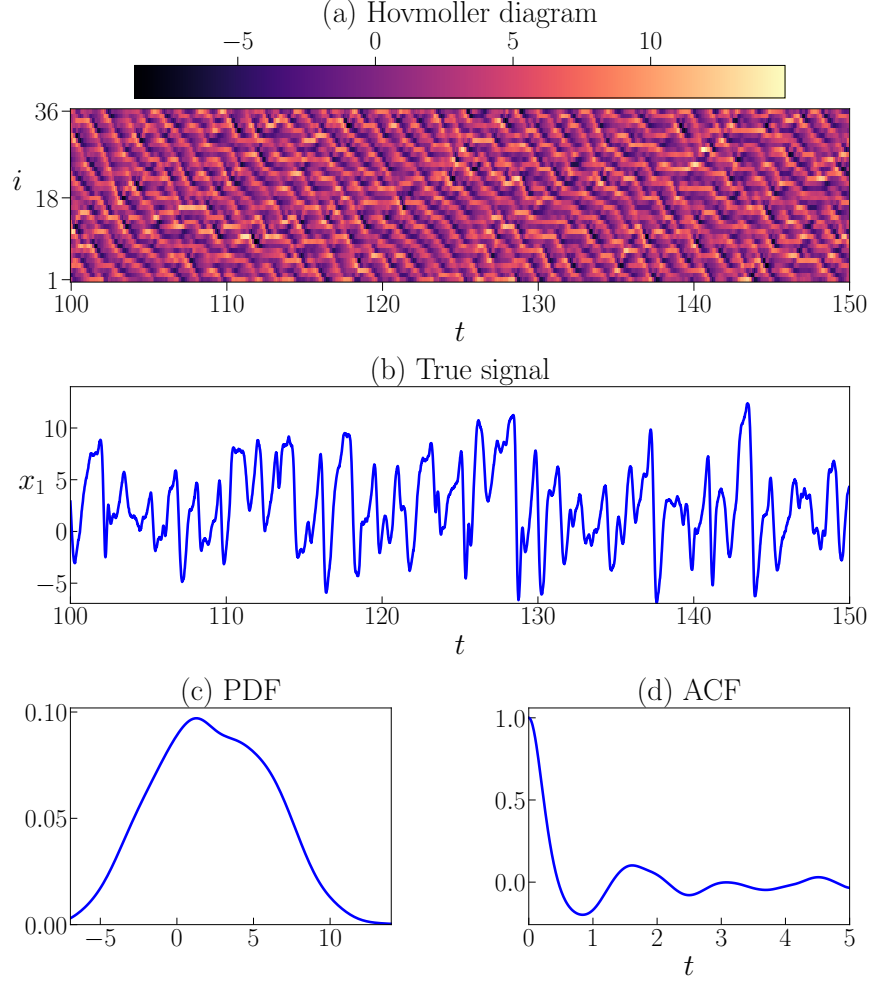 (a) Hovmoller diagram
−5 0 5 10
36
i
18
1
100 110 120 130 140 150
t
(b) True signal
10
5
x₁
0
−5
100 110 120 130 140 150
t
(c) PDF
0.10
0.05
0.00
−5 0 5 10
(d) ACF
1.0
0.5
0.0
0 1 2 3 4 5
t